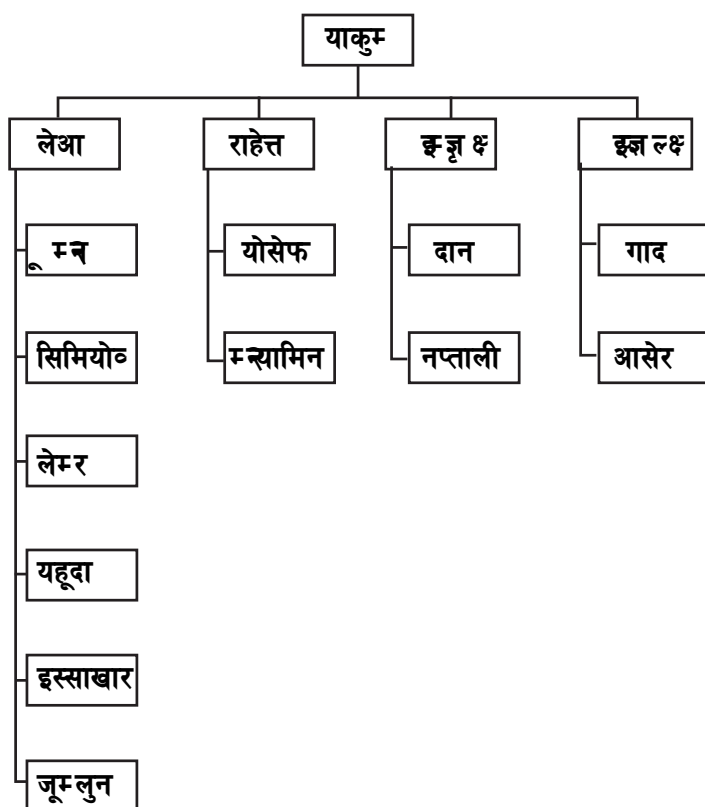 याकुम्
लेआ
राहेत्त
योसेफ
दान
गाद
म्न्यामिन
नप्ताली
आसेर
लेम्र
यहूदा
इस्साखार
जूम्लुन